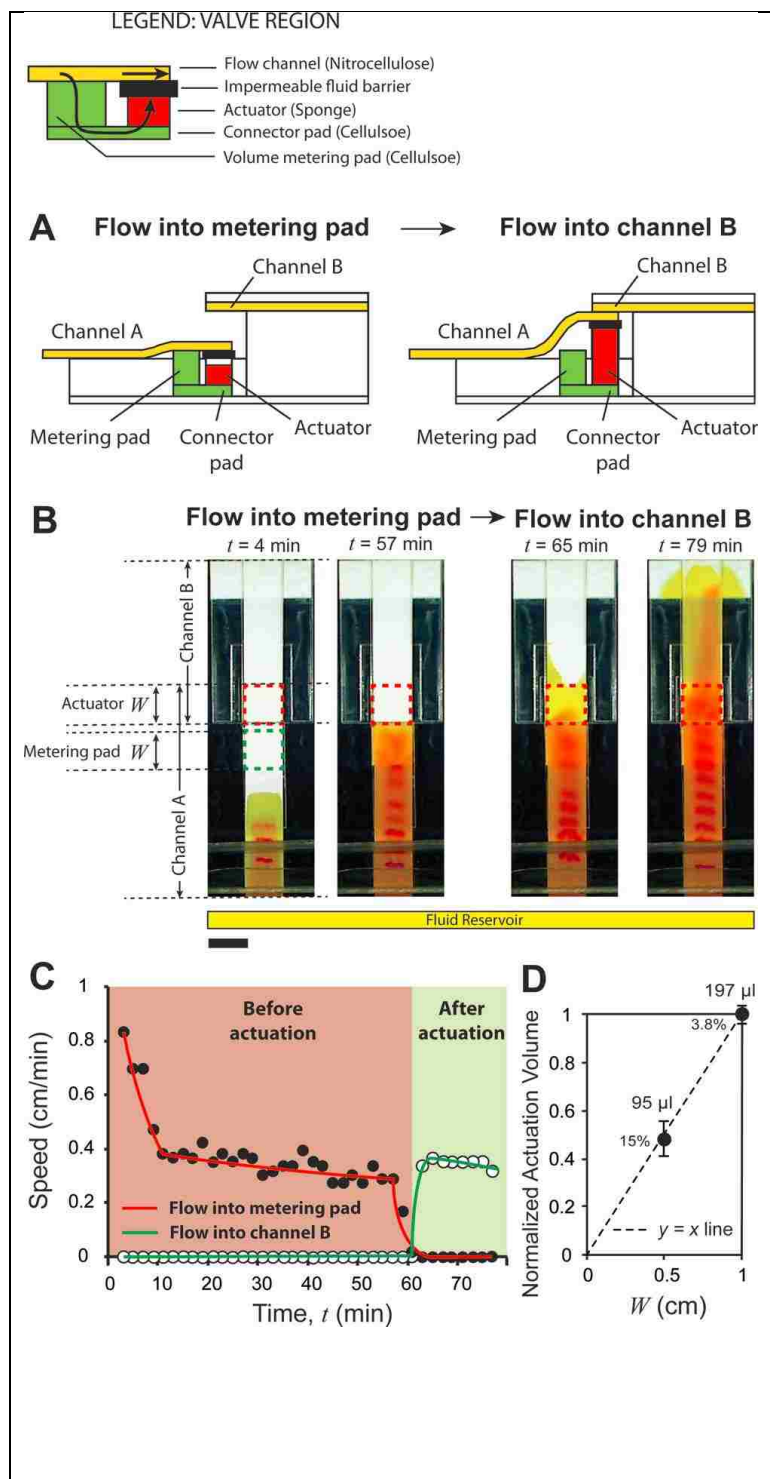 LEGEND: VALVE REGION
Flow channel (Nitrocellulose)
Impermeable fluid barrier
Actuator (Sponge)
Connector pad (Cellulsoe)
Volume metering pad (Cellulsoe)
A Flow into metering pad → Flow into channel B
Channel B
Channel A
Metering pad
Connector pad
Actuator
Channel B
Channel A
Metering pad
Connector pad
Actuator
B Flow into metering pad → Flow into channel B
t = 4 min
t = 57 min
t = 65 min
t = 79 min
Channel B
Actuator W
Metering pad W
Channel A
Fluid Reservoir
C
Speed (cm/min)
1
0.8
0.6
0.4
0.2
0
Before actuation
After actuation
Flow into metering pad
Flow into channel B
0 10 20 30 40 50 60 70
Time, t (min)
D
Normalized Actuation Volume
1
0.8
0.6
0.4
0.2
0
197 µl
3.8%
95 µl
15%
y = x line
0 0.5 1
W (cm)